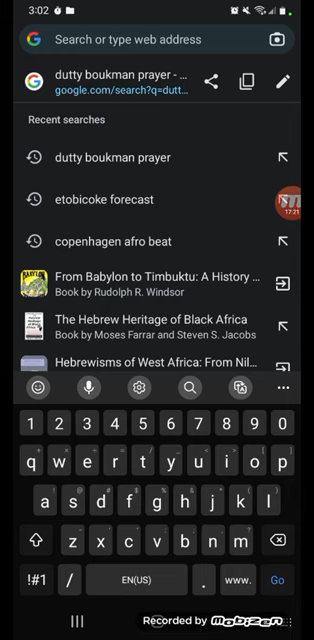 3:02
Search or type web address
dutty boukman prayer - ...
google.com/search?q=dutt...
Recent searches
dutty boukman prayer
etobicoke forecast
17:21
copenhagen afro beat
From Babylon to Timbuktu: A History ...
Book by Rudolph R. Windsor
The Hebrew Heritage of Black Africa
Book by Moses Farrar and Steven S. Jacobs
Hebrewisms of West Africa: From Nil...
1 2 3 4 5 6 7 8 9 0
q w e r t y u i o p
a s d f g h j k l
z x c v b n m
!#1 / EN(US) . www. Go
Recorded by Mobizen